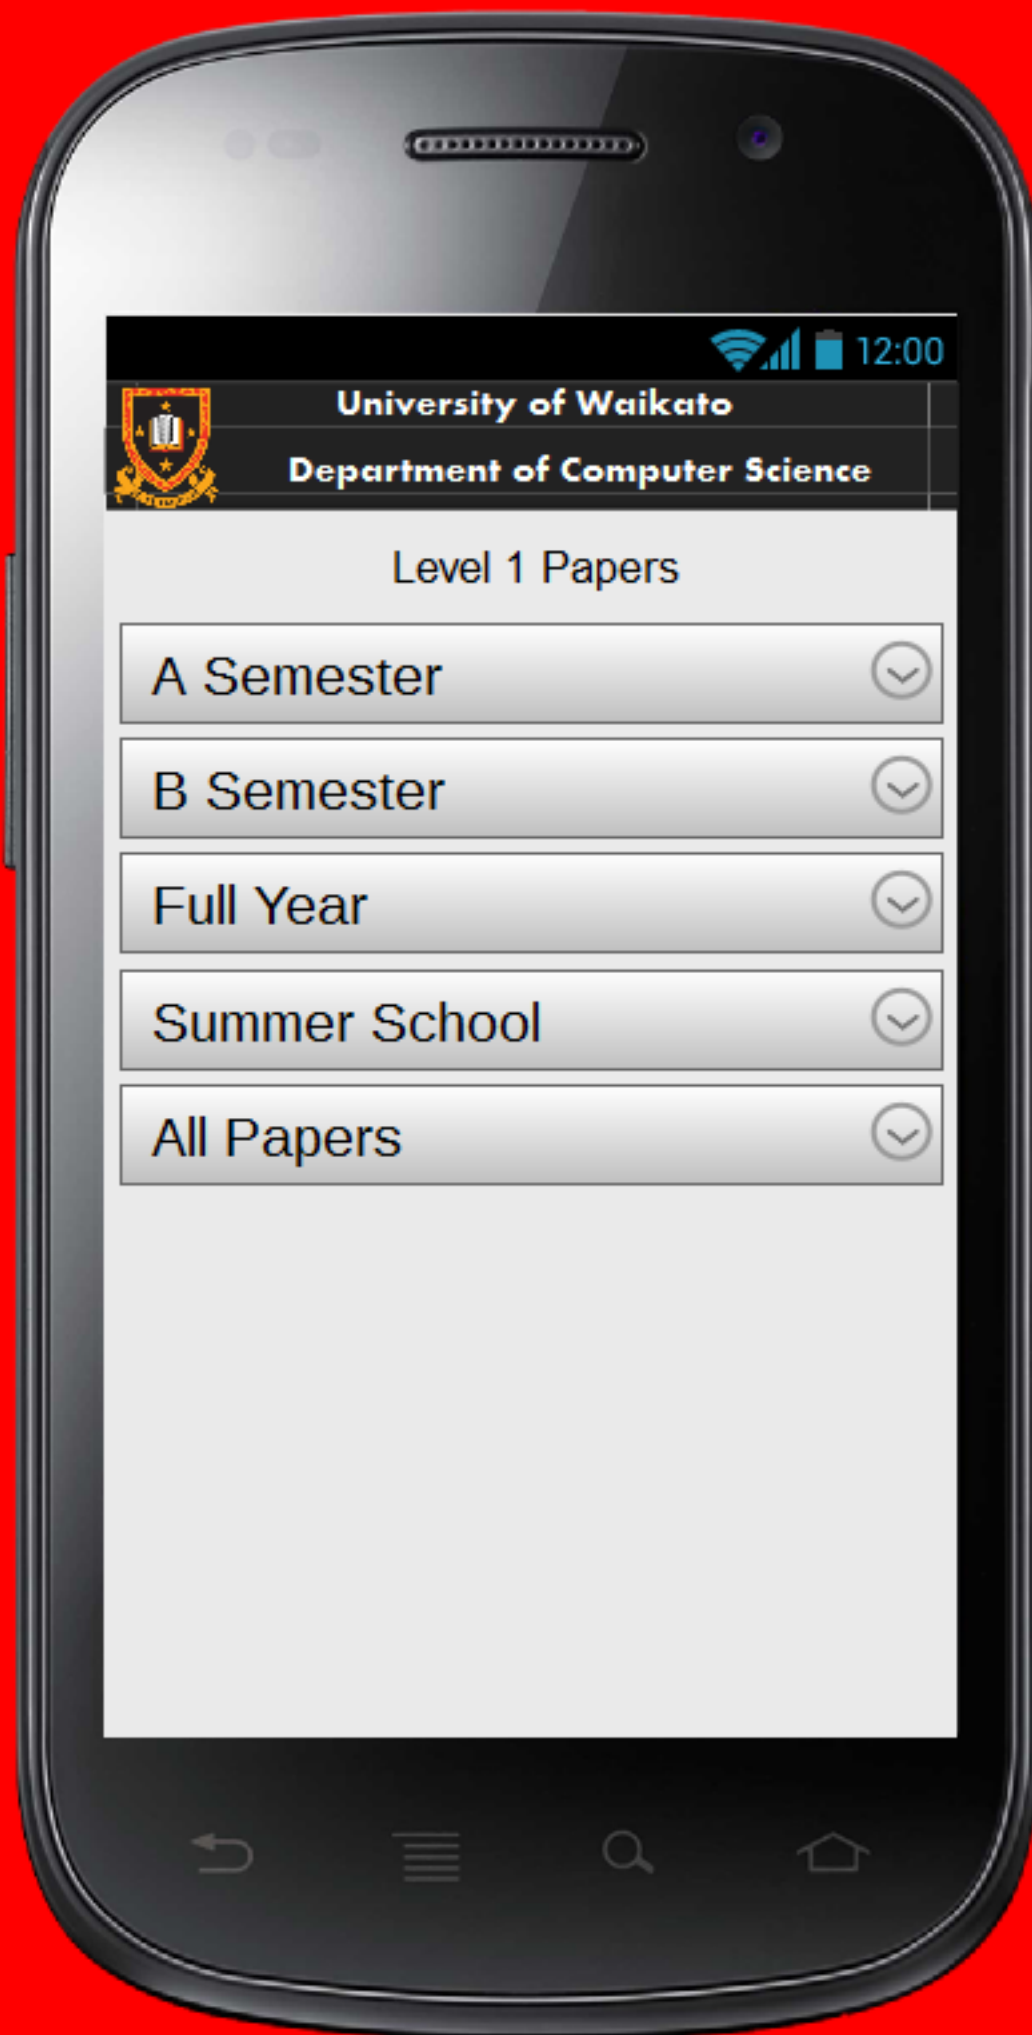 12:00
University of Waikato
Department of Computer Science
Level 1 Papers
A Semester
B Semester
Full Year
Summer School
All Papers